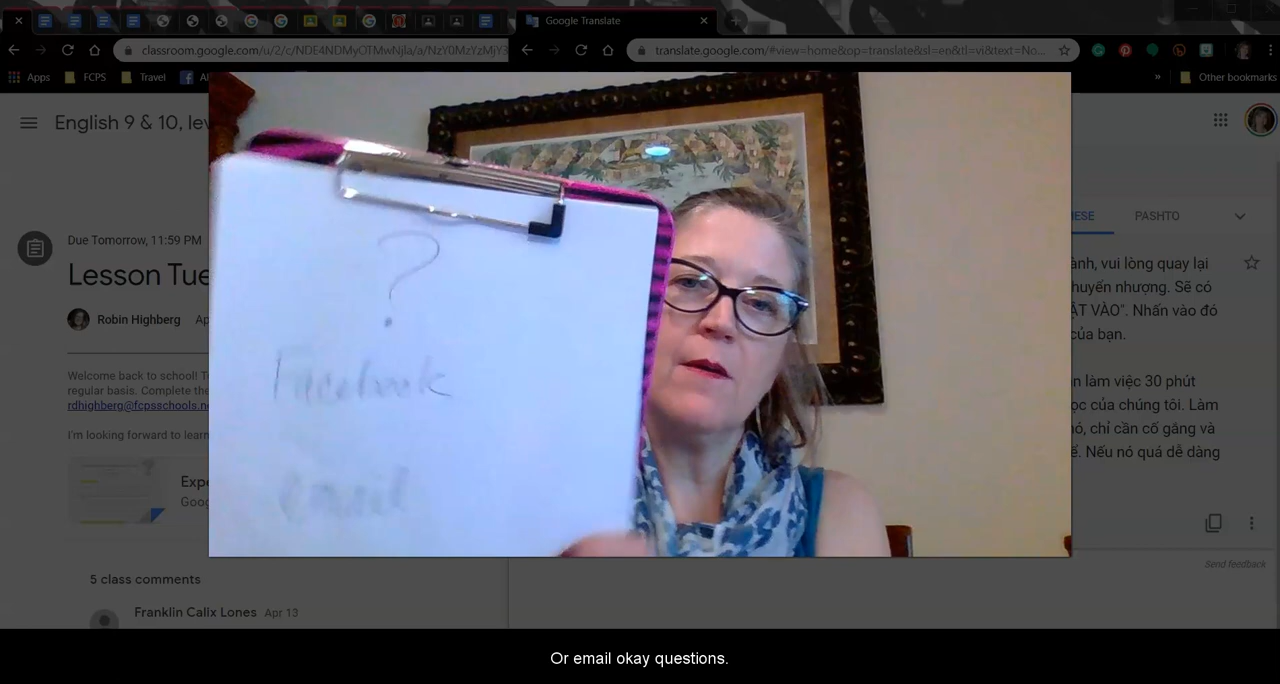 Google Translate
classroom.google.com/u/2/c/NDE4NDMyOTMwNjla/a/NzY0MzYzMjY3
translate.google.com/#view=home&op=translate&sl=en&tl=vi&text=No...
Apps
FCPS
Travel
Other bookmarks
English 9 & 10, lev
ESE
PASHTO
Due Tomorrow, 11:59 PM
Lesson Tue
Robin Highberg Ap
Welcome back to school! T
regular basis. Complete the
rdhighberg@fcpsschools.ne
I'm looking forward to learn
Expe
Goog
ành, vui lòng quay lại
huyển nhượng. Sẽ có
ẬT VÀO". Nhấn vào đó
của bạn.
n làm việc 30 phút
ọc của chúng tôi. Làm
ó, chỉ cần cố gắng và
ể. Nếu nó quá dễ dàng
Send feedback
?
Facebook
email
5 class comments
Franklin Calix Lones Apr 13
Or email okay questions.